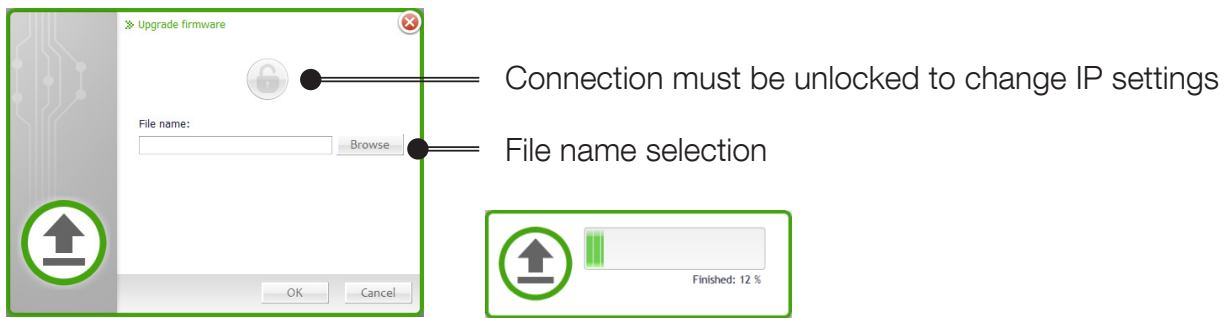 Upgrade firmware
Connection must be unlocked to change IP settings
File name:
Browse
File name selection
Finished: 12 %
OK
Cancel